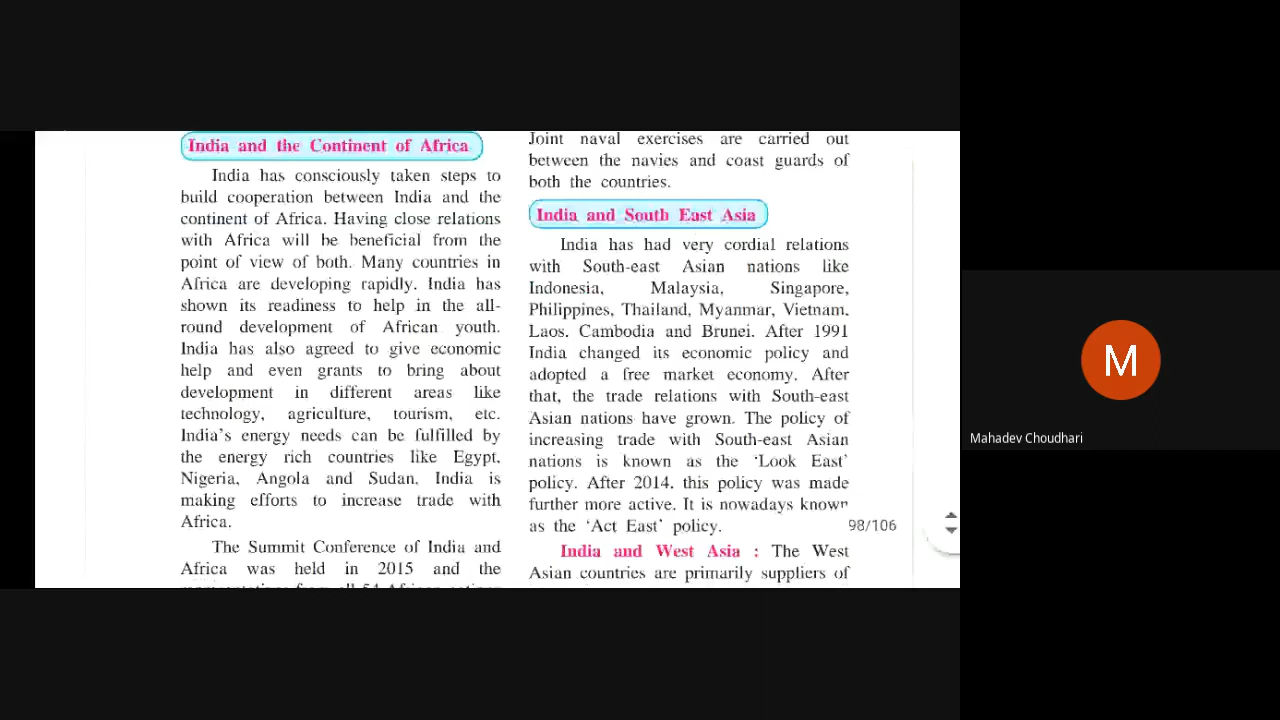 India and the Continent of Africa
India has consciously taken steps to
build cooperation between India and the
continent of Africa. Having close relations
with Africa will be beneficial from the
point of view of both. Many countries in
Africa are developing rapidly. India has
shown its readiness to help in the all-
round development of African youth.
India has also agreed to give economic
help and even grants to bring about
development in different areas like
technology, agriculture, tourism, etc.
India's energy needs can be fulfilled by
the energy rich countries like Egypt,
Nigeria, Angola and Sudan. India is
making efforts to increase trade with
Africa.
The Summit Conference of India and
Africa was held in 2015 and the
Joint naval exercises are carried out
between the navies and coast guards of
both the countries.
India and South East Asia
India has had very cordial relations
with South-east Asian nations like
Indonesia, Malaysia, Singapore,
Philippines, Thailand, Myanmar, Vietnam,
Laos, Cambodia and Brunei. After 1991
India changed its economic policy and
adopted a free market economy. After
that, the trade relations with South-east
Asian nations have grown. The policy of
increasing trade with South-east Asian
nations is known as the 'Look East'
policy. After 2014, this policy was made
further more active. It is nowadays known
as the 'Act East' policy.
India and West Asia : The West
Asian countries are primarily suppliers of
98/106
M
Mahadev Choudhari